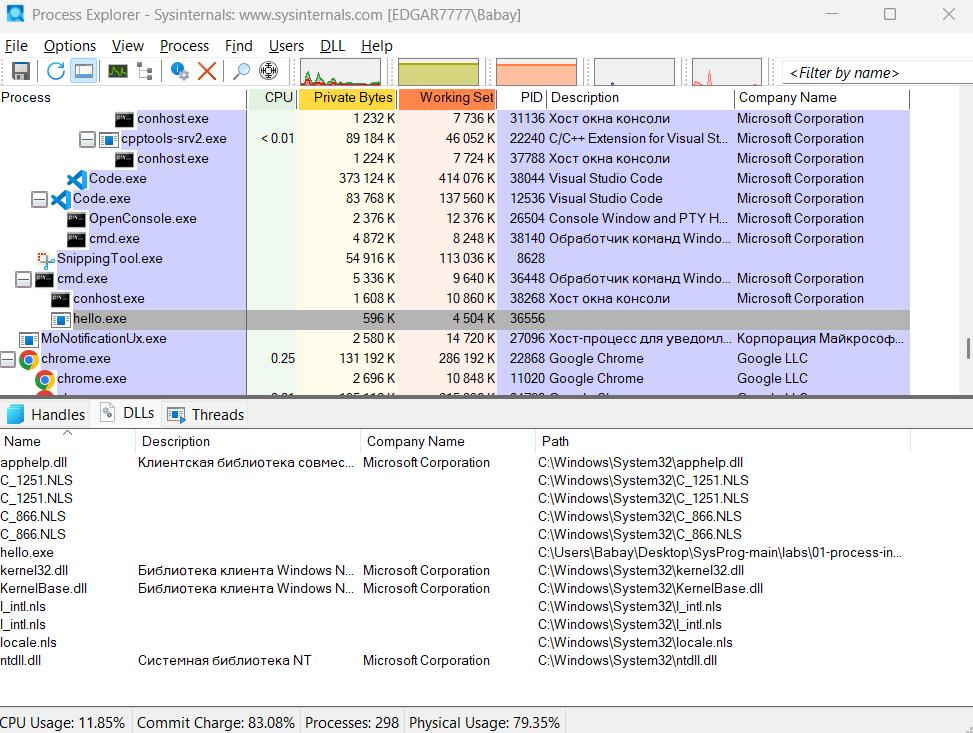 Process Explorer - Sysinternals: www.sysinternals.com [EDGAR7777\Babay]
File Options View Process Find Users DLL Help
<Filter by name>
Process CPU Private Bytes Working Set PID Description Company Name
conhost.exe 1 232 K 7 736 K 31136 Хост окна консоли Microsoft Corporation
cpptools-srv2.exe < 0.01 89 184 K 46 052 K 22240 C/C++ Extension for Visual St... Microsoft Corporation
conhost.exe 1 224 K 7 724 K 37788 Хост окна консоли Microsoft Corporation
Code.exe 373 124 K 414 076 K 38044 Visual Studio Code Microsoft Corporation
Code.exe 83 768 K 137 560 K 12536 Visual Studio Code Microsoft Corporation
OpenConsole.exe 2 376 K 12 376 K 26504 Console Window and PTY H... Microsoft Corporation
cmd.exe 4 872 K 8 248 K 38140 Обработчик команд Windo... Microsoft Corporation
SnippingTool.exe 54 916 K 113 036 K 8628
cmd.exe 5 336 K 9 640 K 36448 Обработчик команд Windo... Microsoft Corporation
conhost.exe 1 608 K 10 860 K 38268 Хост окна консоли Microsoft Corporation
hello.exe 596 K 4 504 K 36556
MoNotificationUx.exe 2 580 K 14 720 K 27096 Хост-процесс для уведомл... Корпорация Майкрософ...
chrome.exe 0.25 131 192 K 286 192 K 22868 Google Chrome Google LLC
chrome.exe 2 696 K 10 848 K 11020 Google Chrome Google LLC
Handles DLLs Threads
Name Description Company Name Path
apphelp.dll Клиентская библиотека совмес... Microsoft Corporation C:\Windows\System32\apphelp.dll
C_1251.NLS C:\Windows\System32\C_1251.NLS
C_1251.NLS C:\Windows\System32\C_1251.NLS
C_866.NLS C:\Windows\System32\C_866.NLS
C_866.NLS C:\Windows\System32\C_866.NLS
hello.exe C:\Users\Babay\Desktop\SysProg-main\labs\01-process-in...
kernel32.dll Библиотека клиента Windows N... Microsoft Corporation C:\Windows\System32\kernel32.dll
KernelBase.dll Библиотека клиента Windows N... Microsoft Corporation C:\Windows\System32\KernelBase.dll
l_intl.nls C:\Windows\System32\l_intl.nls
l_intl.nls C:\Windows\System32\l_intl.nls
locale.nls C:\Windows\System32\locale.nls
ntdll.dll Системная библиотека NT Microsoft Corporation C:\Windows\System32\ntdll.dll
CPU Usage: 11.85% Commit Charge: 83.08% Processes: 298 Physical Usage: 79.35%